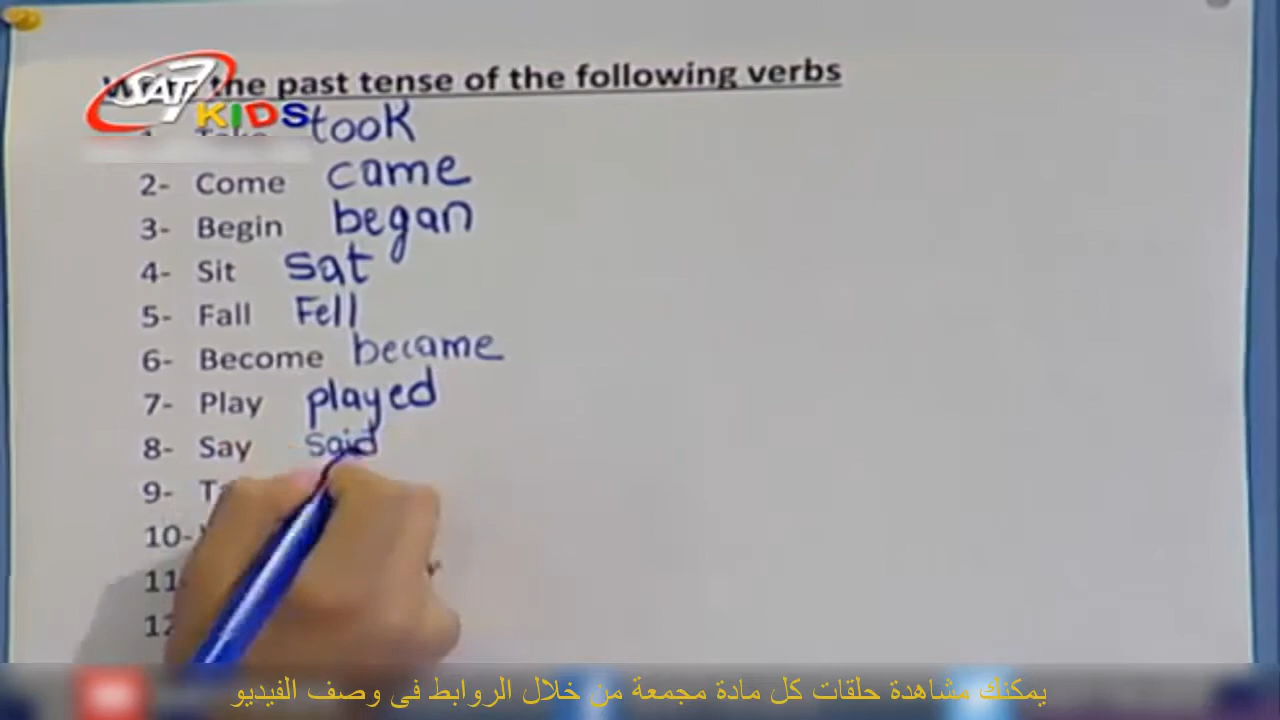 the past tense of the following verbs
SAT7
KIDS took
2- Come came
3- Begin began
4- Sit sat
5- Fall Fell
6- Become became
7- Play played
8- Say said
9-
10-
11
12
يمكنك مشاهدة حلقات كل مادة مجمعة من خلال الروابط فى وصف الفيديو